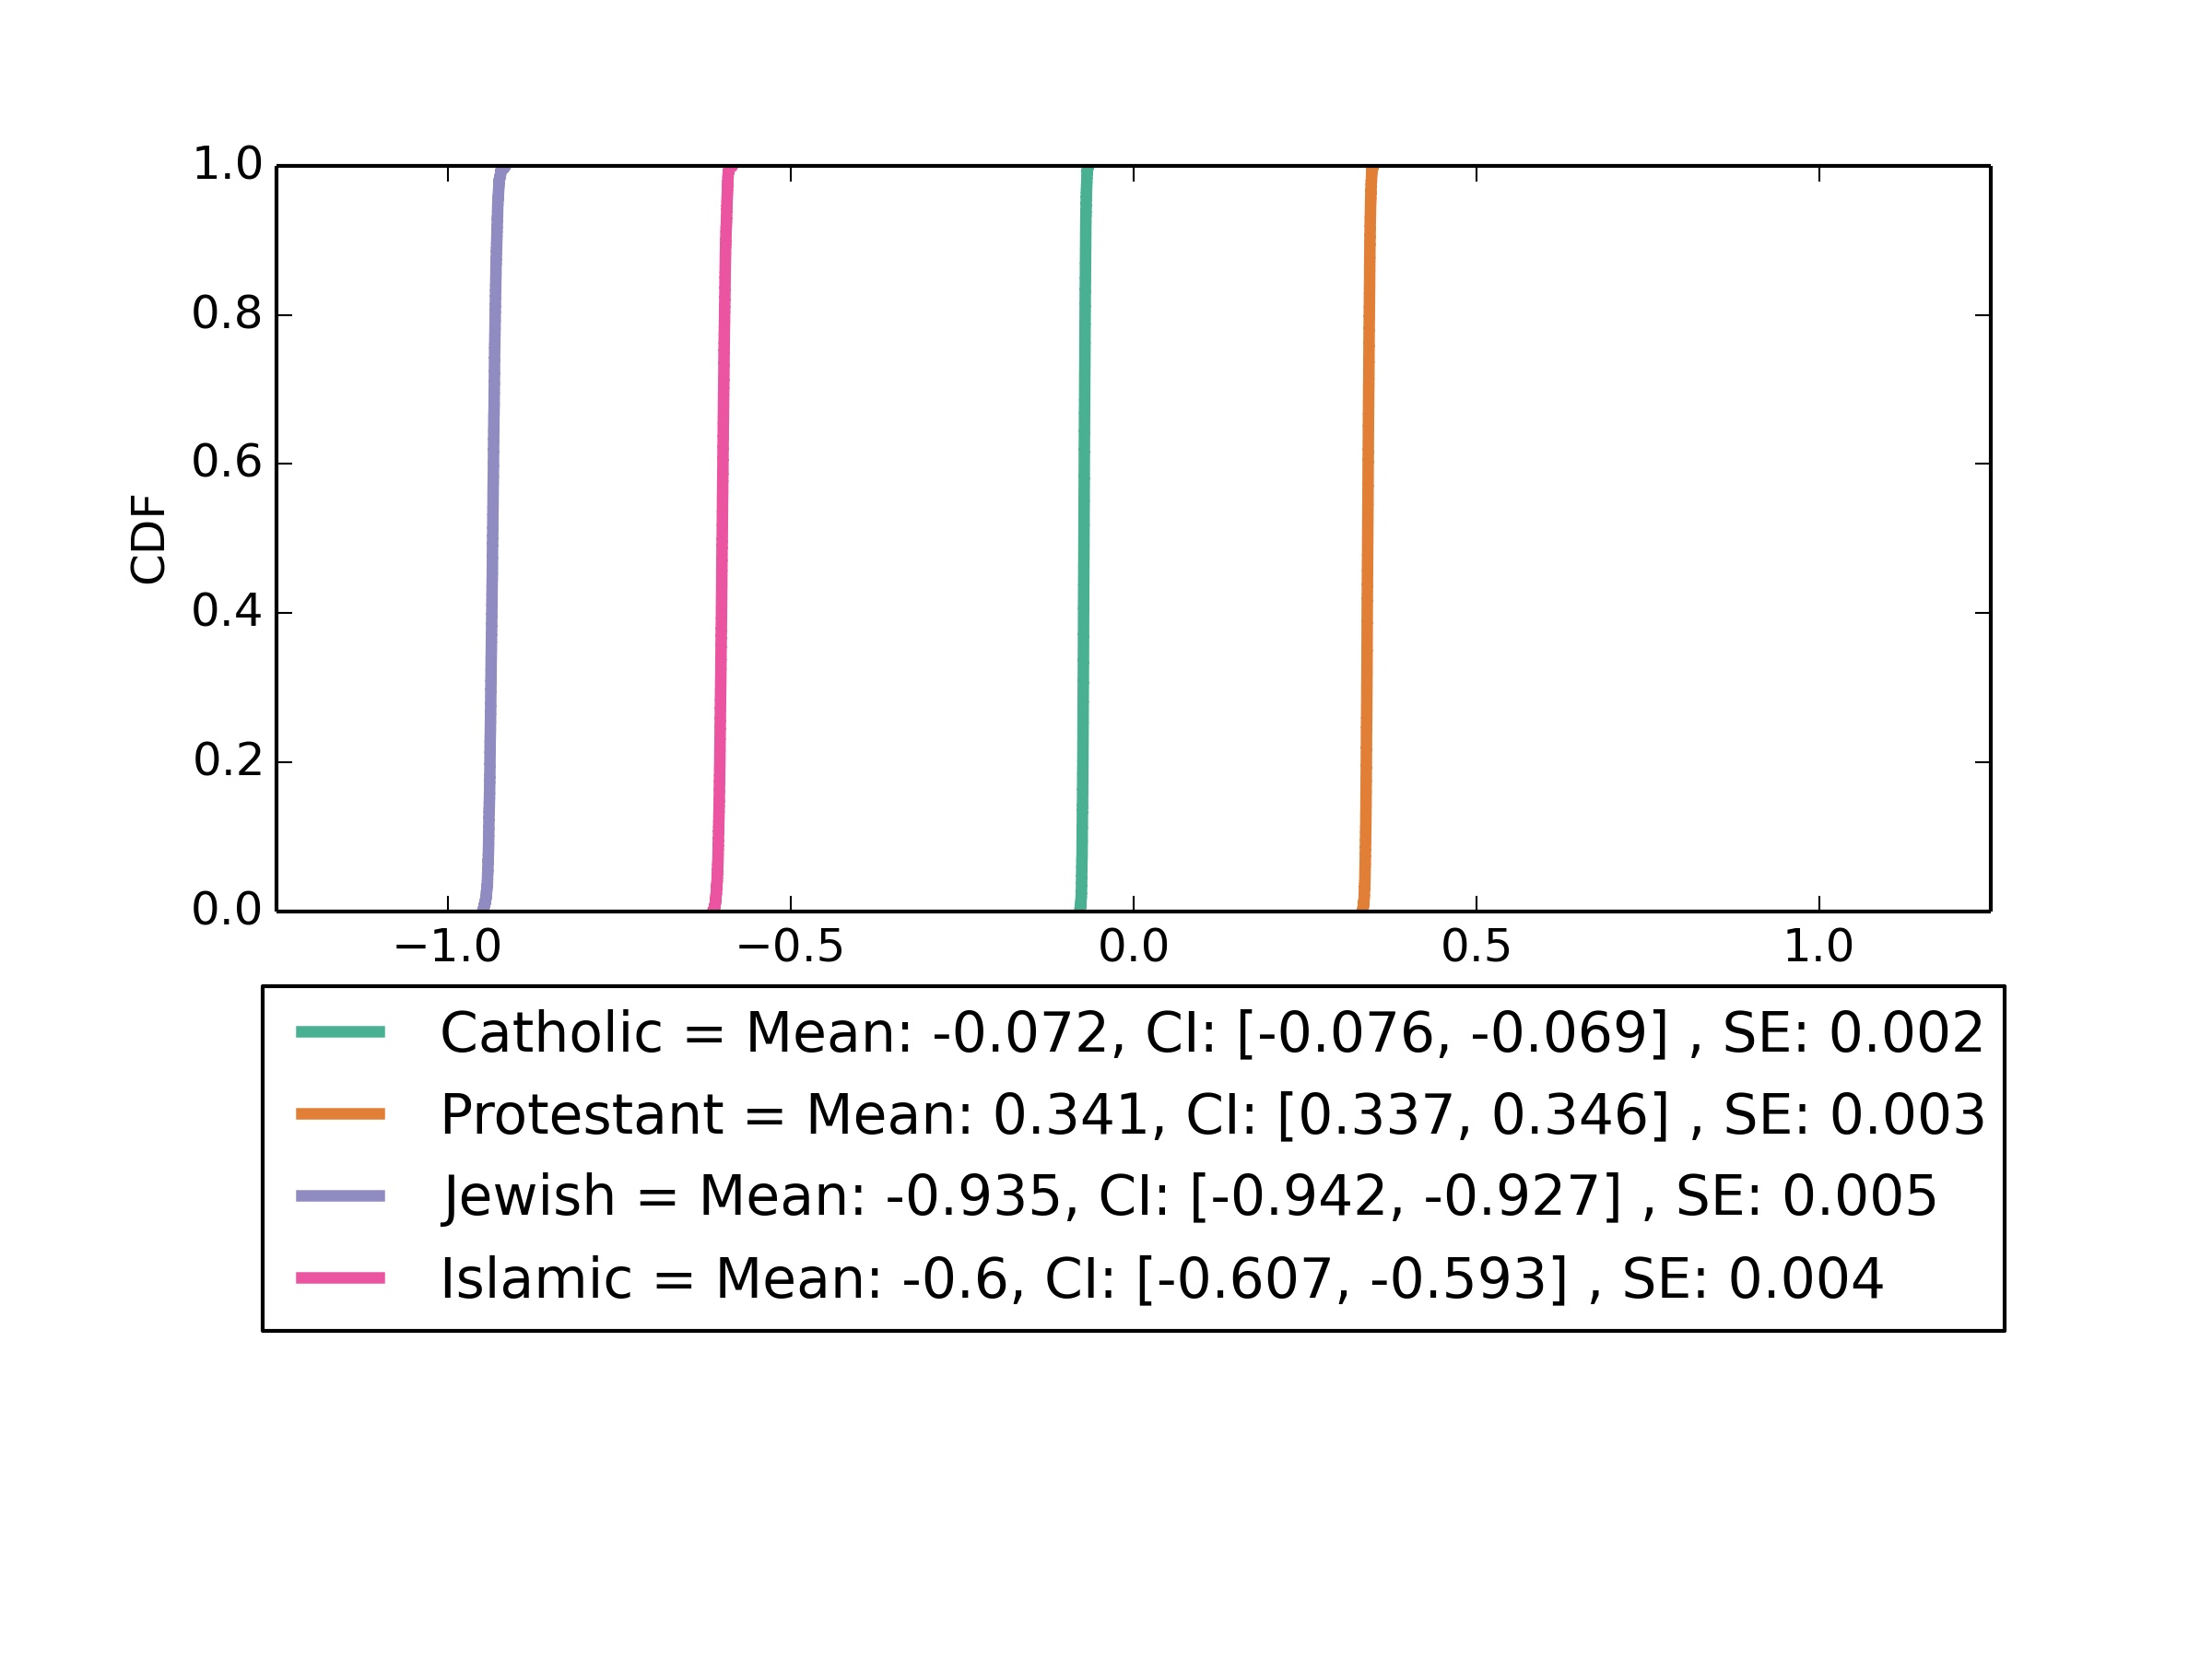 1.0
0.8
0.6
CDF
0.4
0.2
0.0
−1.0 −0.5 0.0 0.5 1.0
Catholic = Mean: -0.072, CI: [-0.076, -0.069] , SE: 0.002
Protestant = Mean: 0.341, CI: [0.337, 0.346] , SE: 0.003
Jewish = Mean: -0.935, CI: [-0.942, -0.927] , SE: 0.005
Islamic = Mean: -0.6, CI: [-0.607, -0.593] , SE: 0.004